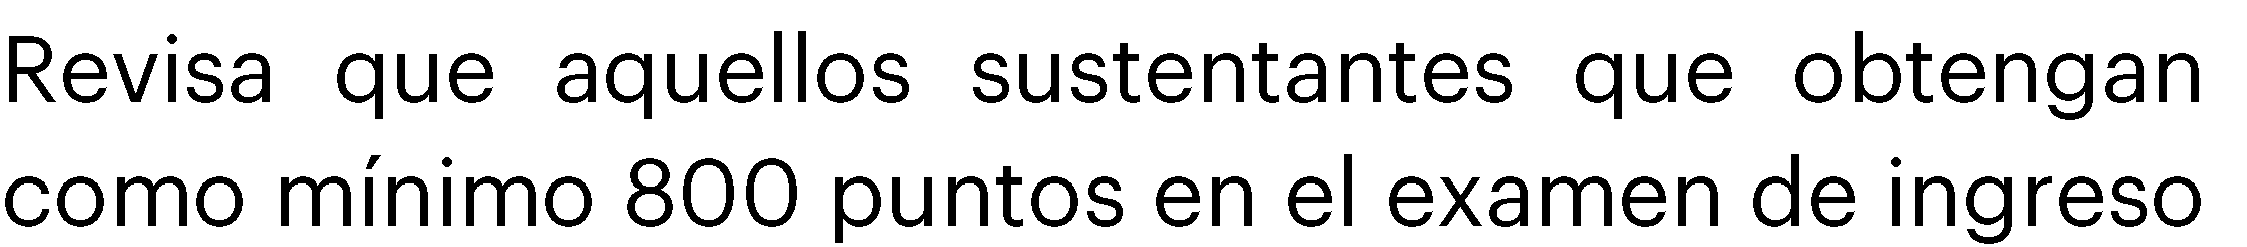 Revisa que aquellos sustentantes que obtengan
como mínimo 800 puntos en el examen de ingreso